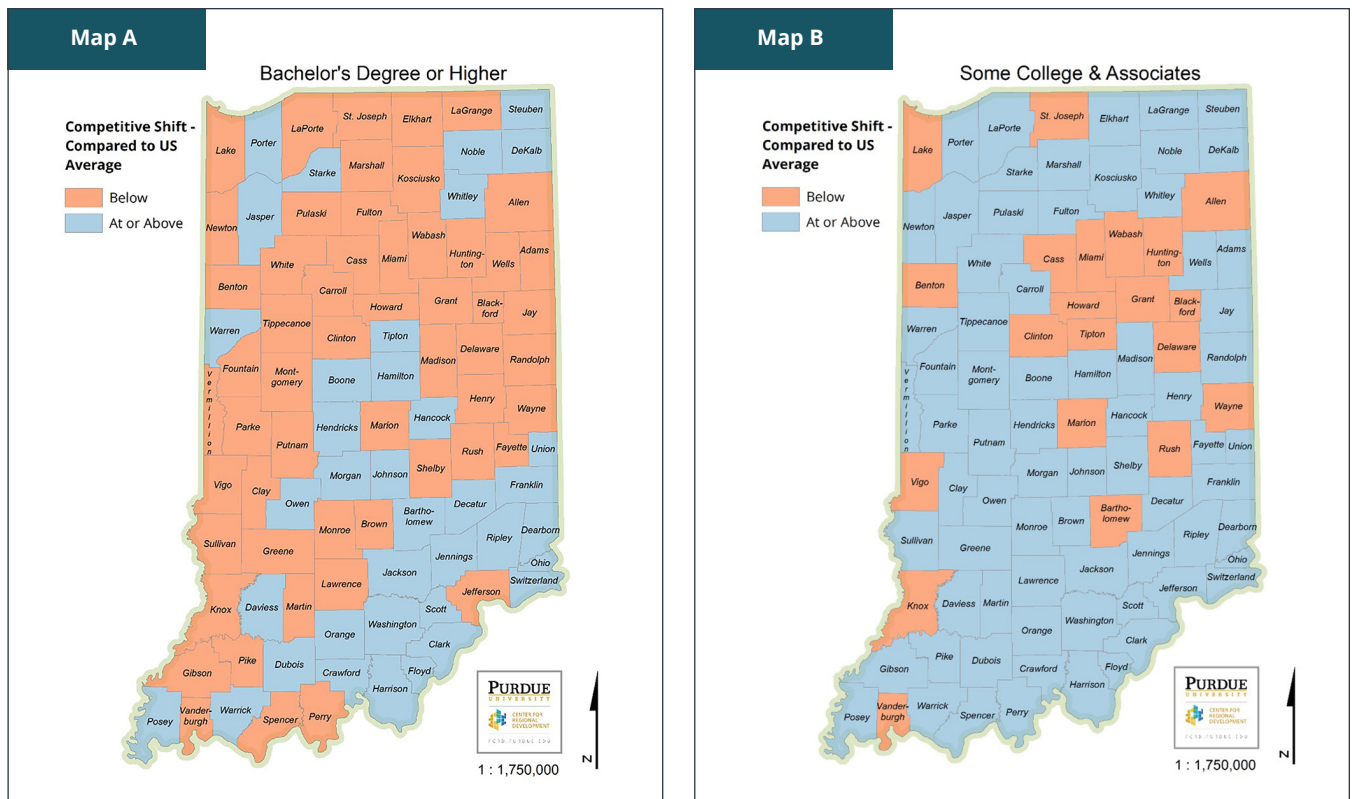 Map A
Bachelor's Degree or Higher
Competitive Shift -
Compared to US
Average
Below
At or Above
Lake
Porter
LaPorte
St. Joseph
Elkhart
LaGrange
Steuben
Noble
DeKalb
Starke
Marshall
Kosciusko
Whitley
Allen
Newton
Jasper
Pulaski
Fulton
Wabash
Hunting-
ton
Wells
Adams
White
Cass
Miami
Benton
Carroll
Howard
Grant
Black-
ford
Jay
Warren
Tippecanoe
Clinton
Tipton
Madison
Delaware
Randolph
Fountain
Mont-
gomery
Boone
Hamilton
Henry
Wayne
Vermillion
Parke
Putnam
Hendricks
Marion
Hancock
Rush
Fayette
Union
Shelby
Morgan
Johnson
Vigo
Clay
Owen
Franklin
Decatur
Bartho-
lomew
Monroe
Brown
Dearborn
Ripley
Sullivan
Greene
Jennings
Ohio
Jackson
Switzerland
Lawrence
Jefferson
Knox
Daviess
Martin
Scott
Washington
Orange
Clark
Pike
Dubois
Gibson
Crawford
Floyd
Harrison
Posey
Vander-
burgh
Warrick
Spencer
Perry
PURDUE
UNIVERSITY
CENTER FOR
REGIONAL
DEVELOPMENT
PCRD.PURDUE.EDU
1 : 1,750,000
N
Map B
Some College & Associates
Competitive Shift -
Compared to US
Average
Below
At or Above
Lake
Porter
LaPorte
St. Joseph
Elkhart
LaGrange
Steuben
Noble
DeKalb
Starke
Marshall
Kosciusko
Whitley
Allen
Newton
Jasper
Pulaski
Fulton
Wabash
Hunting-
ton
Wells
Adams
White
Cass
Miami
Benton
Carroll
Howard
Grant
Black-
ford
Jay
Warren
Tippecanoe
Clinton
Tipton
Madison
Delaware
Randolph
Fountain
Mont-
gomery
Boone
Hamilton
Henry
Wayne
Vermillion
Parke
Putnam
Hendricks
Marion
Hancock
Rush
Fayette
Union
Shelby
Morgan
Johnson
Vigo
Clay
Owen
Franklin
Decatur
Bartho-
lomew
Monroe
Brown
Dearborn
Ripley
Sullivan
Greene
Jennings
Ohio
Jackson
Switzerland
Lawrence
Jefferson
Knox
Daviess
Martin
Scott
Washington
Orange
Clark
Pike
Dubois
Gibson
Crawford
Floyd
Harrison
Posey
Vander-
burgh
Warrick
Spencer
Perry
PURDUE
UNIVERSITY
CENTER FOR
REGIONAL
DEVELOPMENT
PCRD.PURDUE.EDU
1 : 1,750,000
N